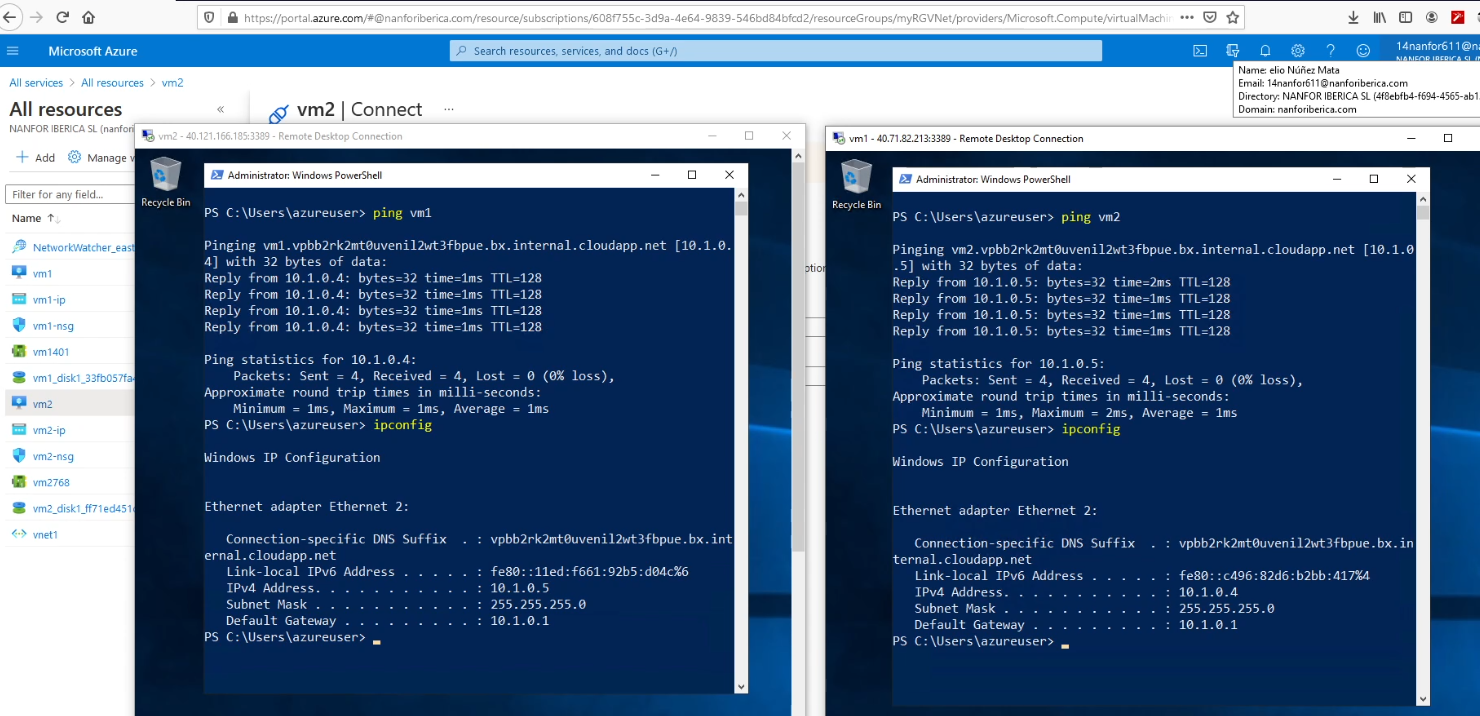 https://portal.azure.com/#@nanforiberica.com/resource/subscriptions/608f755c-3d9a-4e64-9839-546bd84bfcd2/resourceGroups/myRGVNet/providers/Microsoft.Compute/virtualMachin
Microsoft Azure
Search resources, services, and docs (G+/)
14nanfor611@na
NANFOR IBERICA SL (N
Name: elio Núñez Mata
Email: 14nanfor611@nanforiberica.com
Directory: NANFOR IBERICA SL (4f8ebfb4-f694-4565-ab1
Domain: nanforiberica.com
All services > All resources > vm2
All resources «
NANFOR IBERICA SL (nanfori
+ Add Manage v
Filter for any field...
Name ↑↓
NetworkWatcher_east
vm1
vm1-ip
vm1-nsg
vm1401
vm1_disk1_33fb057fa4
vm2
vm2-ip
vm2-nsg
vm2768
vm2_disk1_ff71ed451c
vnet1
vm2 | Connect ...
ption
vm2 - 40.121.166.185:3389 - Remote Desktop Connection
Recycle Bin
Administrator: Windows PowerShell
PS C:\Users\azureuser> ping vm1
Pinging vm1.vpbb2rk2mt0uvenil2wt3fbpue.bx.internal.cloudapp.net [10.1.0.
4] with 32 bytes of data:
Reply from 10.1.0.4: bytes=32 time=1ms TTL=128
Reply from 10.1.0.4: bytes=32 time=1ms TTL=128
Reply from 10.1.0.4: bytes=32 time=1ms TTL=128
Reply from 10.1.0.4: bytes=32 time=1ms TTL=128
Ping statistics for 10.1.0.4:
Packets: Sent = 4, Received = 4, Lost = 0 (0% loss),
Approximate round trip times in milli-seconds:
Minimum = 1ms, Maximum = 1ms, Average = 1ms
PS C:\Users\azureuser> ipconfig
Windows IP Configuration
Ethernet adapter Ethernet 2:
Connection-specific DNS Suffix . : vpbb2rk2mt0uvenil2wt3fbpue.bx.int
ernal.cloudapp.net
Link-local IPv6 Address . . . . . : fe80::11ed:f661:92b5:d04c%6
IPv4 Address. . . . . . . . . . . : 10.1.0.5
Subnet Mask . . . . . . . . . . . : 255.255.255.0
Default Gateway . . . . . . . . . : 10.1.0.1
PS C:\Users\azureuser>
vm1 - 40.71.82.213:3389 - Remote Desktop Connection
Recycle Bin
Administrator: Windows PowerShell
PS C:\Users\azureuser> ping vm2
Pinging vm2.vpbb2rk2mt0uvenil2wt3fbpue.bx.internal.cloudapp.net [10.1.0
.5] with 32 bytes of data:
Reply from 10.1.0.5: bytes=32 time=2ms TTL=128
Reply from 10.1.0.5: bytes=32 time=1ms TTL=128
Reply from 10.1.0.5: bytes=32 time=1ms TTL=128
Reply from 10.1.0.5: bytes=32 time=1ms TTL=128
Ping statistics for 10.1.0.5:
Packets: Sent = 4, Received = 4, Lost = 0 (0% loss),
Approximate round trip times in milli-seconds:
Minimum = 1ms, Maximum = 2ms, Average = 1ms
PS C:\Users\azureuser> ipconfig
Windows IP Configuration
Ethernet adapter Ethernet 2:
Connection-specific DNS Suffix . : vpbb2rk2mt0uvenil2wt3fbpue.bx.in
ternal.cloudapp.net
Link-local IPv6 Address . . . . . : fe80::c496:82d6:b2bb:417%4
IPv4 Address. . . . . . . . . . . : 10.1.0.4
Subnet Mask . . . . . . . . . . . : 255.255.255.0
Default Gateway . . . . . . . . . : 10.1.0.1
PS C:\Users\azureuser>